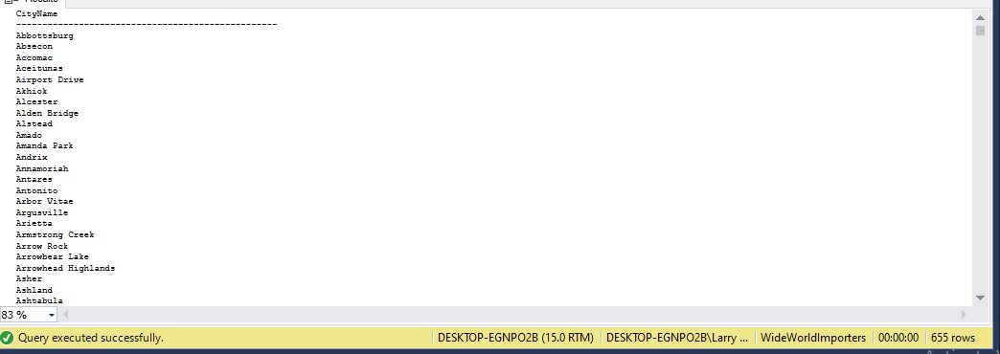 CityName
--------------------------------------------------
Abbottsburg
Absecon
Accomac
Aceitunas
Airport Drive
Akhiok
Alcester
Alden Bridge
Alstead
Amado
Amanda Park
Andrix
Annamoriah
Antares
Antonito
Arbor Vitae
Argusville
Arietta
Armstrong Creek
Arrow Rock
Arrowbear Lake
Arrowhead Highlands
Asher
Ashland
Ashtabula
83 %
Query executed successfully. DESKTOP-EGNPO2B (15.0 RTM) DESKTOP-EGNPO2B\Larry ... WideWorldImporters 00:00:00 655 rows